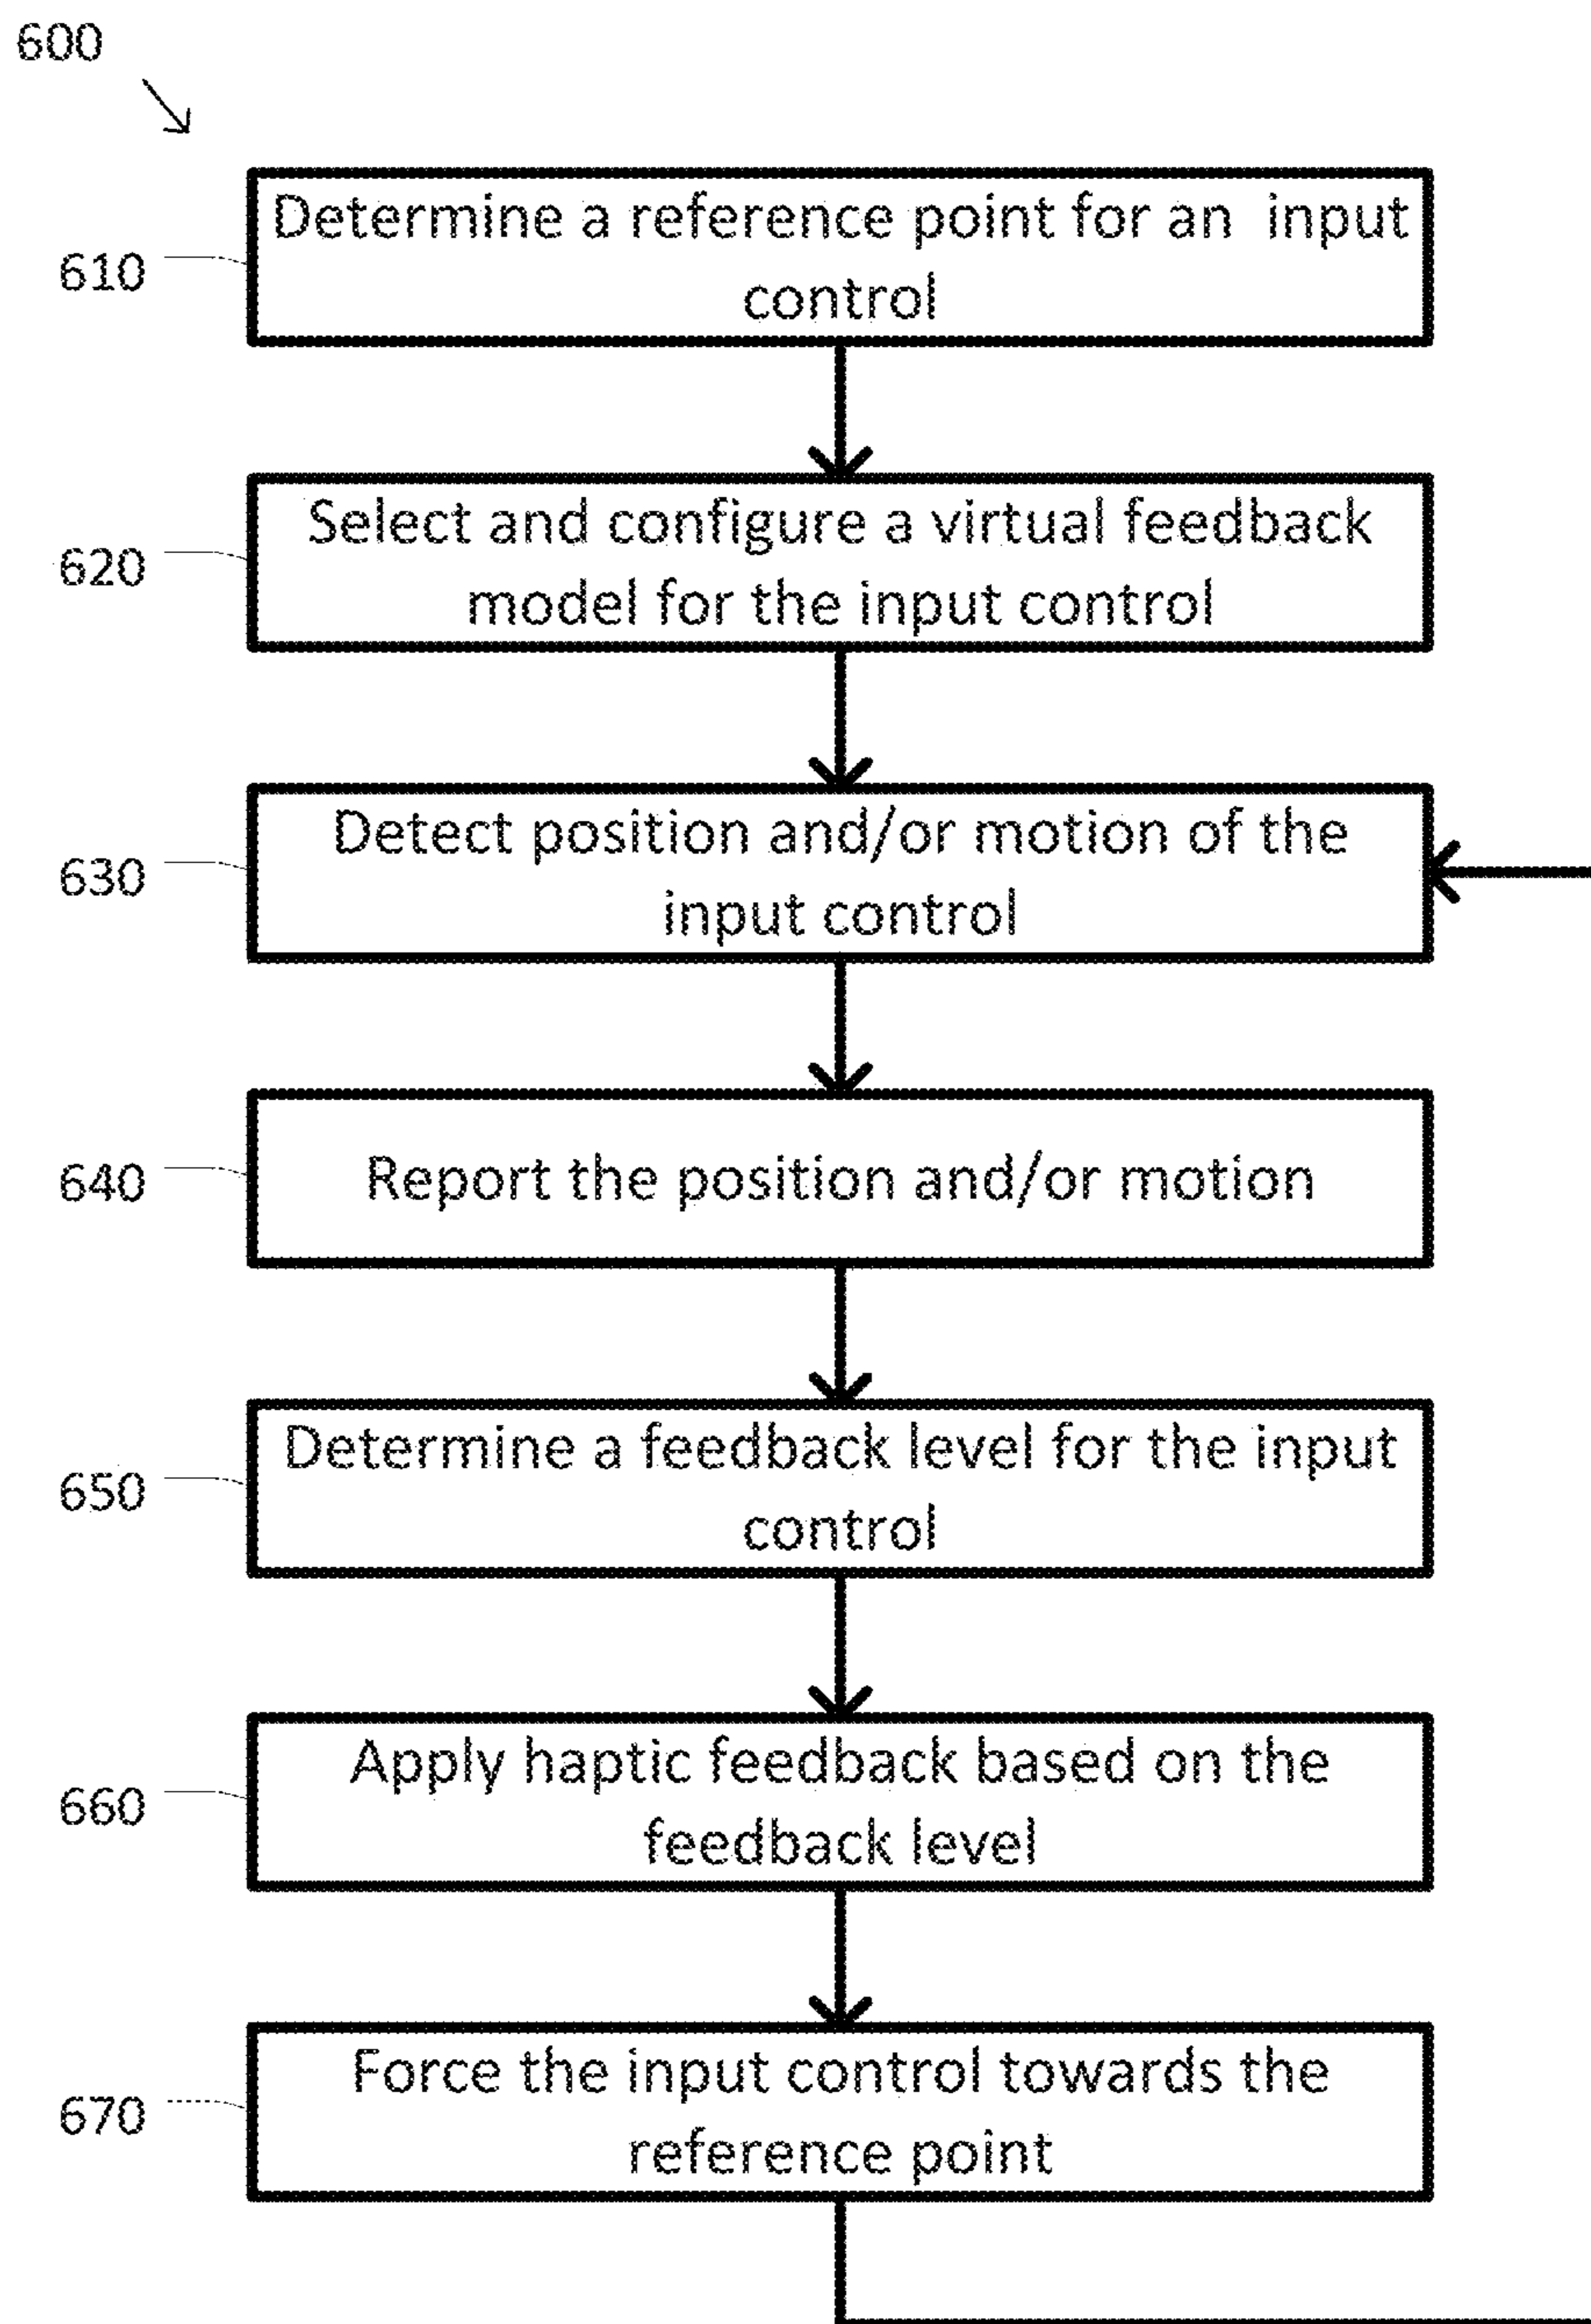 600
610
Determine a reference point for an input
control
620
Select and configure a virtual feedback
model for the input control
630
Detect position and/or motion of the
input control
640
Report the position and/or motion
650
Determine a feedback level for the input
control
660
Apply haptic feedback based on the
feedback level
670
Force the input control towards the
reference point